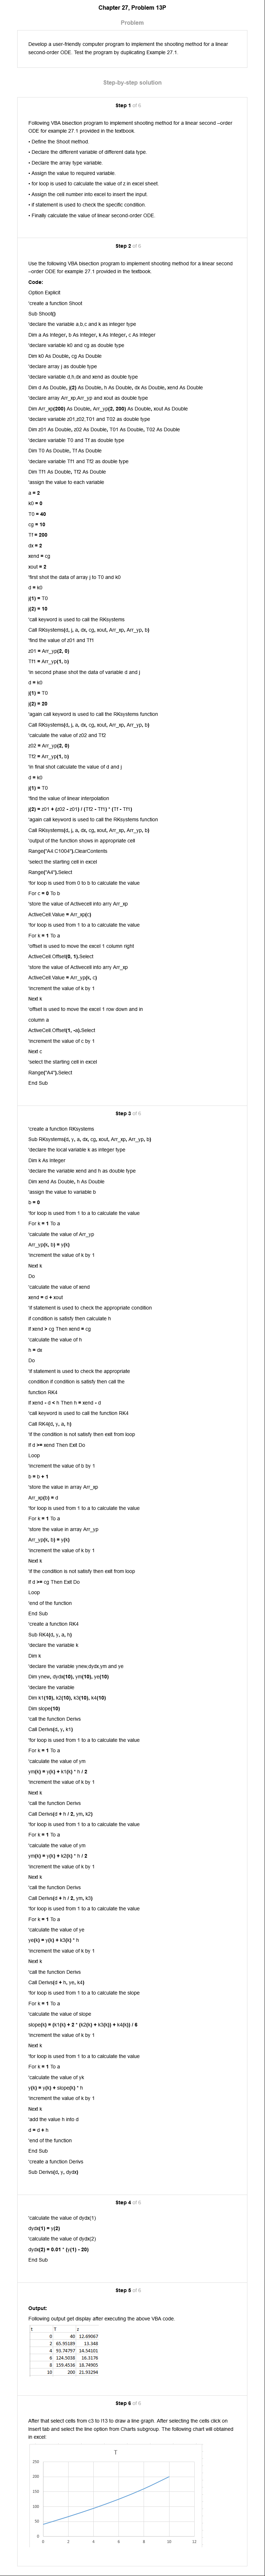 Chapter 27, Problem 13P
Problem
Develop a user-friendly computer program to implement the shooting method for a linear
second-order ODE. Test the program by duplicating Example 27.1.
Step-by-step solution
Step 1 of 6
Following VBA bisection program to implement shooting method for a linear second –order
ODE for example 27.1 provided in the textbook.
• Define the Shoot method.
• Declare the different variable of different data type.
• Declare the array type variable.
• Assign the value to required variable.
• for loop is used to calculate the value of z in excel sheet.
• Assign the cell number into excel to insert the input.
• if statement is used to check the specific condition.
• Finally calculate the value of linear second-order ODE.
Step 2 of 6
Use the following VBA bisection program to implement shooting method for a linear second
–order ODE for example 27.1 provided in the textbook.
Code:
Option Explicit
'create a function Shoot
Sub Shoot()
'declare the variable a,b,c and k as integer type
Dim a As Integer, b As Integer, k As Integer, c As Integer
'declare variable k0 and cg as double type
Dim k0 As Double, cg As Double
'declare array j as double type
'declare variable d,h,dx and xend as double type
Dim d As Double, j(2) As Double, h As Double, dx As Double, xend As Double
'declare array Arr_xp,Arr_yp and xout as double type
Dim Arr_xp(200) As Double, Arr_yp(2, 200) As Double, xout As Double
'declare variable z01,z02,T01 and T02 as double type
Dim z01 As Double, z02 As Double, T01 As Double, T02 As Double
'declare variable T0 and Tf as double type
Dim T0 As Double, Tf As Double
'declare variable Tf1 and Tf2 as double type
Dim Tf1 As Double, Tf2 As Double
'assign the value to each variable
a = 2
k0 = 0
T0 = 40
cg = 10
Tf = 200
dx = 2
xend = cg
xout = 2
'first shot the data of array j to T0 and k0
d = k0
j(1) = T0
j(2) = 10
'call keyword is used to call the RKsystems
Call RKsystems(d, j, a, dx, cg, xout, Arr_xp, Arr_yp, b)
'find the value of z01 and Tf1
z01 = Arr_yp(2, 0)
Tf1 = Arr_yp(1, b)
'in second phase shot the data of variable d and j
d = k0
j(1) = T0
j(2) = 20
'again call keyword is used to call the RKsystems function
Call RKsystems(d, j, a, dx, cg, xout, Arr_xp, Arr_yp, b)
'calculate the value of z02 and Tf2
z02 = Arr_yp(2, 0)
Tf2 = Arr_yp(1, b)
'in final shot calculate the value of d and j
d = k0
j(1) = T0
'find the value of linear interpolation
j(2) = z01 + (z02 - z01) / (Tf2 - Tf1) * (Tf - Tf1)
'again call keyword is used to call the RKsystems function
Call RKsystems(d, j, a, dx, cg, xout, Arr_xp, Arr_yp, b)
'output of the function shows in appropriate cell
Range("A4:C1004").ClearContents
'select the starting cell in excel
Range("A4").Select
'for loop is used from 0 to b to calculate the value
For c = 0 To b
'store the value of Activecell into arry Arr_xp
ActiveCell.Value = Arr_xp(c)
'for loop is used from 1 to a to calculate the value
For k = 1 To a
'offset is used to move the excel 1 column right
ActiveCell.Offset(0, 1).Select
'store the value of Activecell into arry Arr_xp
ActiveCell.Value = Arr_yp(k, c)
'increment the value of k by 1
Next k
'offset is used to move the excel 1 row down and in
column a
ActiveCell.Offset(1, -a).Select
'increment the value of c by 1
Next c
'select the starting cell in excel
Range("A4").Select
End Sub
Step 3 of 6
'create a function RKsystems
Sub RKsystems(d, y, a, dx, cg, xout, Arr_xp, Arr_yp, b)
'declare the local variable k as integer type
Dim k As Integer
'declare the variable xend and h as double type
Dim xend As Double, h As Double
'assign the value to variable b
b = 0
'for loop is used from 1 to a to calculate the value
For k = 1 To a
'calculate the value of Arr_yp
Arr_yp(k, b) = y(k)
'increment the value of k by 1
Next k
Do
'calculate the value of xend
xend = d + xout
'if statement is used to check the appropriate condition
if condition is satisfy then calculate h
If xend > cg Then xend = cg
'calculate the value of h
h = dx
Do
'if statement is used to check the appropriate
condition if condition is satisfy then call the
function RK4
If xend - d < h Then h = xend - d
'call keyword is used to call the function RK4
Call RK4(d, y, a, h)
'if the condition is not satisfy then exit from loop
If d >= xend Then Exit Do
Loop
'increment the value of b by 1
b = b + 1
'store the value in array Arr_xp
Arr_xp(b) = d
'for loop is used from 1 to a to calculate the value
For k = 1 To a
'store the value in array Arr_yp
Arr_yp(k, b) = y(k)
'increment the value of k by 1
Next k
'if the condition is not satisfy then exit from loop
If d >= cg Then Exit Do
Loop
'end of the function
End Sub
'create a function RK4
Sub RK4(d, y, a, h)
'declare the variable k
Dim k
'declare the variable ynew,dydx,ym and ye
Dim ynew, dydx(10), ym(10), ye(10)
'declare the variable
Dim k1(10), k2(10), k3(10), k4(10)
Dim slope(10)
'call the function Derivs
Call Derivs(d, y, k1)
'for loop is used from 1 to a to calculate the value
For k = 1 To a
'calculate the value of ym
ym(k) = y(k) + k1(k) * h / 2
'increment the value of k by 1
Next k
'call the function Derivs
Call Derivs(d + h / 2, ym, k2)
'for loop is used from 1 to a to calculate the value
For k = 1 To a
'calculate the value of ym
ym(k) = y(k) + k2(k) * h / 2
'increment the value of k by 1
Next k
'call the function Derivs
Call Derivs(d + h / 2, ym, k3)
'for loop is used from 1 to a to calculate the value
For k = 1 To a
'calculate the value of ye
ye(k) = y(k) + k3(k) * h
'increment the value of k by 1
Next k
'call the function Derivs
Call Derivs(d + h, ye, k4)
'for loop is used from 1 to a to calculate the slope
For k = 1 To a
'calculate the value of slope
slope(k) = (k1(k) + 2 * (k2(k) + k3(k)) + k4(k)) / 6
'increment the value of k by 1
Next k
'for loop is used from 1 to a to calculate the value
For k = 1 To a
'calculate the value of yk
y(k) = y(k) + slope(k) * h
'increment the value of k by 1
Next k
'add the value h into d
d = d + h
'end of the function
End Sub
'create a function Derivs
Sub Derivs(d, y, dydx)
Step 4 of 6
'calculate the value of dydx(1)
dydx(1) = y(2)
'calculate the value of dydx(2)
dydx(2) = 0.01 * (y(1) - 20)
End Sub
Step 5 of 6
Output:
Following output get display after executing the above VBA code.
t T z
0 40 12.69067
2 65.95189 13.348
4 93.74797 14.54101
6 124.5038 16.3176
8 159.4536 18.74905
10 200 21.93294
Step 6 of 6
After that select cells from c3 to I13 to draw a line graph. After selecting the cells click on
Insert tab and select the line option from Charts subgroup. The following chart will obtained
in excel:
T
250
200
150
100
50
0
0 2 4 6 8 10 12